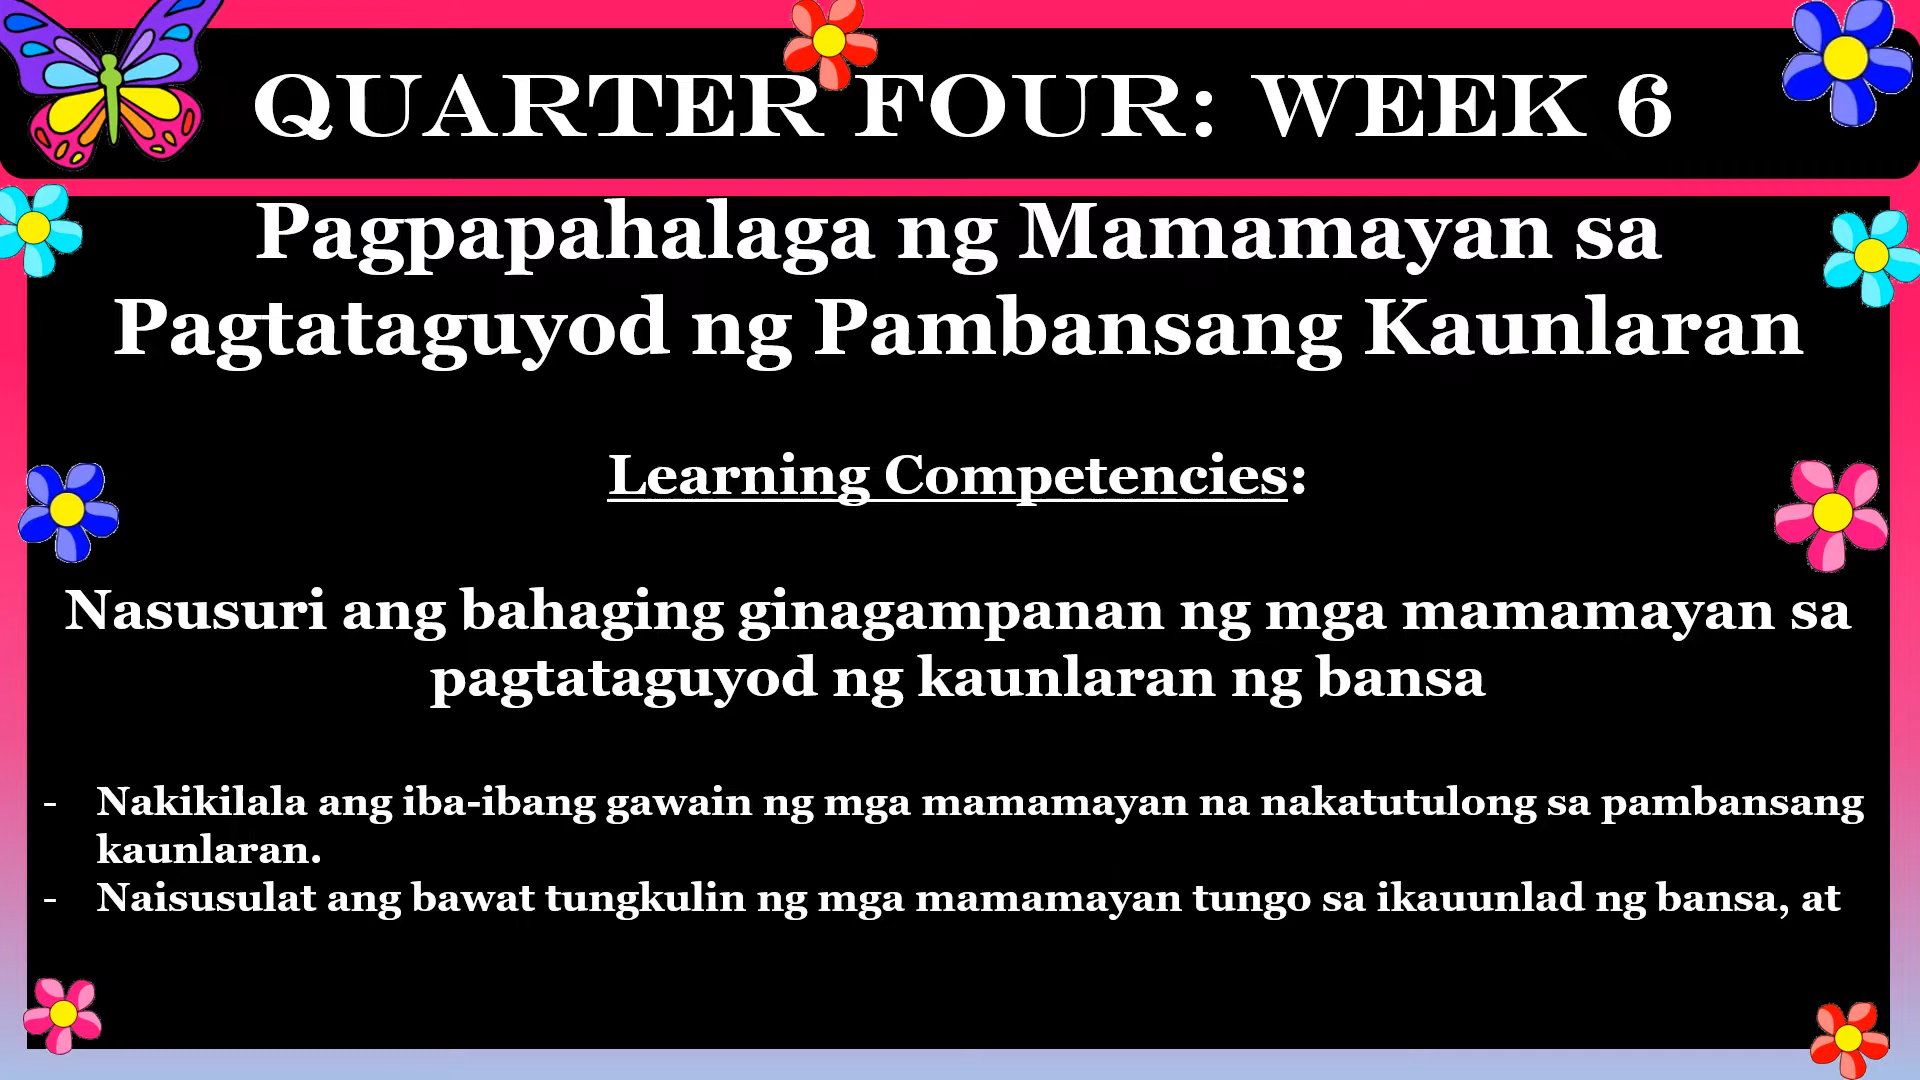 QUARTER FOUR: WEEK 6
Pagpapahalaga ng Mamamayan sa
Pagtataguyod ng Pambansang Kaunlaran
Learning Competencies:
Nasusuri ang bahaging ginagampanan ng mga mamamayan sa
pagtataguyod ng kaunlaran ng bansa
- Nakikilala ang iba-ibang gawain ng mga mamamayan na nakatutulong sa pambansang
kaunlaran.
- Naisusulat ang bawat tungkulin ng mga mamamayan tungo sa ikauunlad ng bansa, at